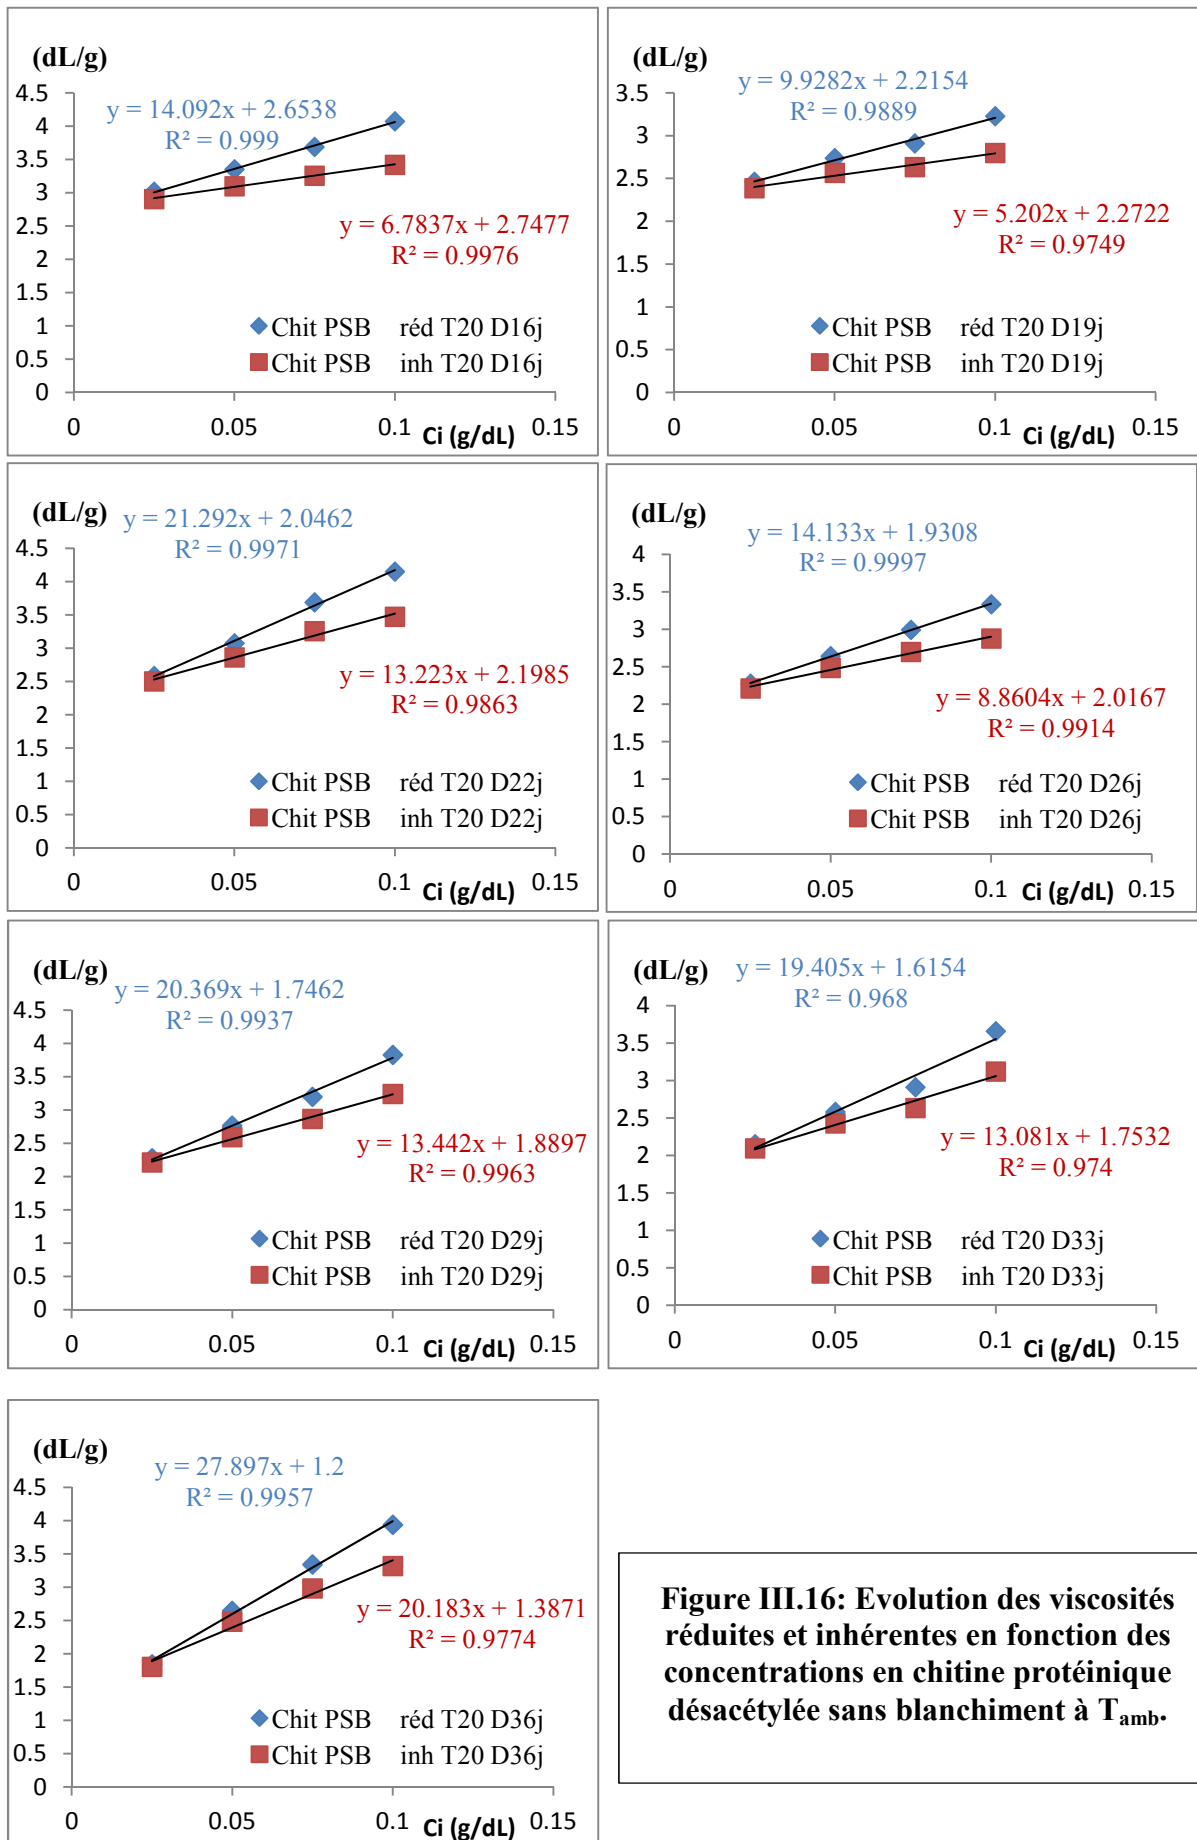 (dL/g)
y = 14.092x + 2.6538
R² = 0.999
y = 6.7837x + 2.7477
R² = 0.9976
4.5
4
3.5
3
2.5
2
1.5
1
0.5
0
Chit PSB réd T20 D16j
Chit PSB inh T20 D16j
0 0.05 0.1 Ci (g/dL) 0.15
(dL/g)
y = 9.9282x + 2.2154
R² = 0.9889
y = 5.202x + 2.2722
R² = 0.9749
3.5
3
2.5
2
1.5
1
0.5
0
Chit PSB réd T20 D19j
Chit PSB inh T20 D19j
0 0.05 0.1 Ci (g/dL) 0.15
(dL/g)
y = 21.292x + 2.0462
R² = 0.9971
y = 13.223x + 2.1985
R² = 0.9863
4.5
4
3.5
3
2.5
2
1.5
1
0.5
0
Chit PSB réd T20 D22j
Chit PSB inh T20 D22j
0 0.05 0.1 Ci (g/dL) 0.15
(dL/g)
y = 14.133x + 1.9308
R² = 0.9997
y = 8.8604x + 2.0167
R² = 0.9914
4
3.5
3
2.5
2
1.5
1
0.5
0
Chit PSB réd T20 D26j
Chit PSB inh T20 D26j
0 0.05 0.1 Ci (g/dL) 0.15
(dL/g)
y = 20.369x + 1.7462
R² = 0.9937
y = 13.442x + 1.8897
R² = 0.9963
4.5
4
3.5
3
2.5
2
1.5
1
0.5
0
Chit PSB réd T20 D29j
Chit PSB inh T20 D29j
0 0.05 0.1 Ci (g/dL) 0.15
(dL/g)
y = 19.405x + 1.6154
R² = 0.968
y = 13.081x + 1.7532
R² = 0.974
4
3.5
3
2.5
2
1.5
1
0.5
0
Chit PSB réd T20 D33j
Chit PSB inh T20 D33j
0 0.05 0.1 Ci (g/dL) 0.15
(dL/g)
y = 27.897x + 1.2
R² = 0.9957
y = 20.183x + 1.3871
R² = 0.9774
4.5
4
3.5
3
2.5
2
1.5
1
0.5
0
Chit PSB réd T20 D36j
Chit PSB inh T20 D36j
0 0.05 0.1 Ci (g/dL) 0.15
Figure III.16: Evolution des viscosités
réduites et inhérentes en fonction des
concentrations en chitine protéinique
désacétylée sans blanchiment à Tamb.